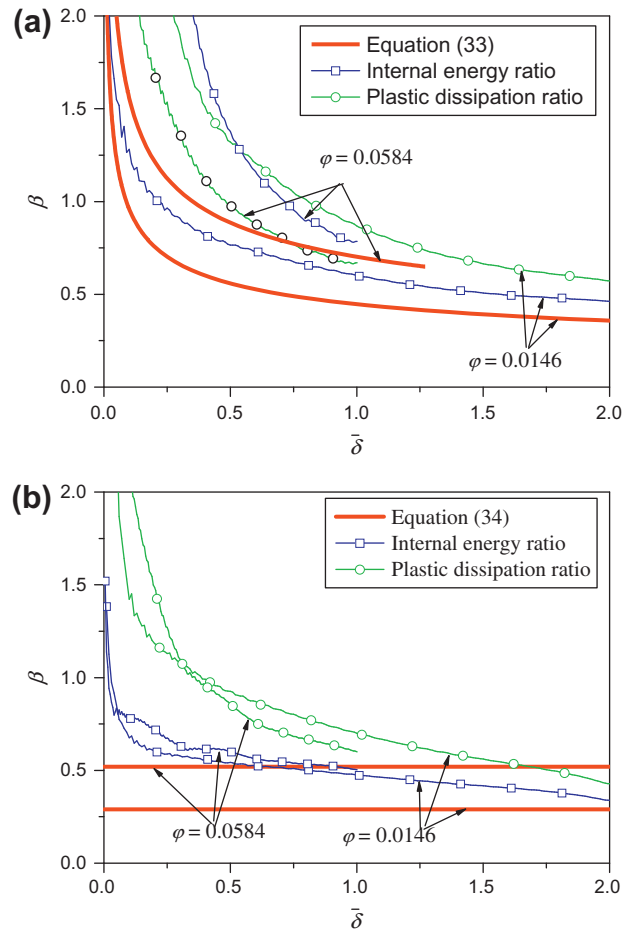 (a)
2.0
1.5
1.0
0.5
0.0
β
Equation (33)
Internal energy ratio
Plastic dissipation ratio
φ = 0.0584
φ = 0.0146
0.0 0.5 1.0 1.5 2.0
δ̄
(b)
2.0
1.5
1.0
0.5
0.0
β
Equation (34)
Internal energy ratio
Plastic dissipation ratio
φ = 0.0584
φ = 0.0146
0.0 0.5 1.0 1.5 2.0
δ̄